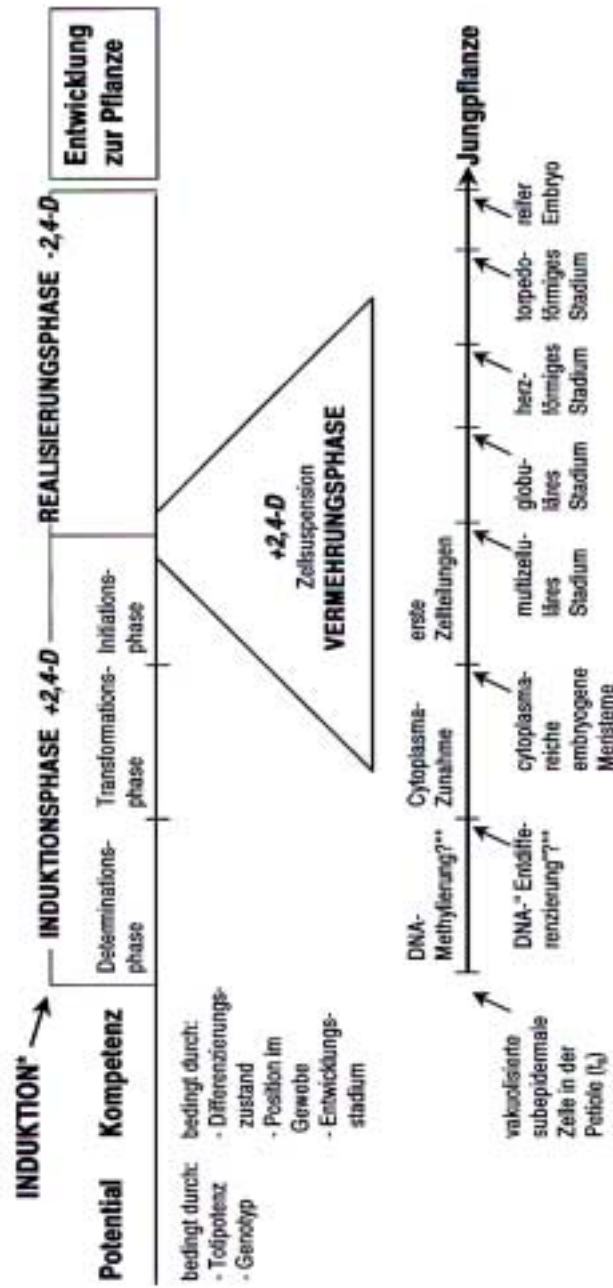 INDUKTION*
INDUKTIONSPHASE +2,4-D
REALISIERUNGSPHASE -2,4-D
Entwicklung
zur Pflanze
Potential
Kompetenz
Determinations-
phase
Transformations-
phase
Initiations-
phase
bedingt durch:
- Totipotenz
- Genotyp
bedingt durch:
- Differenzierungs-
zustand
- Position im
Gewebe
- Entwicklungs-
stadium
+2,4-D
Zellsuspension
VERMEHRUNGSPHASE
DNA-
Methylierung?**
Cytoplasma-
Zunahme
erste
Zellteilungen
Jungpflanze
vakuolisierte
subepidermale
Zelle in der
Petiole (t₀)
DNA-"Entdiffe-
renzierung"?**
cytoplasma-
reiche
embryogene
Meristeme
multizellu-
läres
Stadium
globu-
läres
Stadium
herz-
förmiges
Stadium
torpedo-
förmiges
Stadium
reifer
Embryo